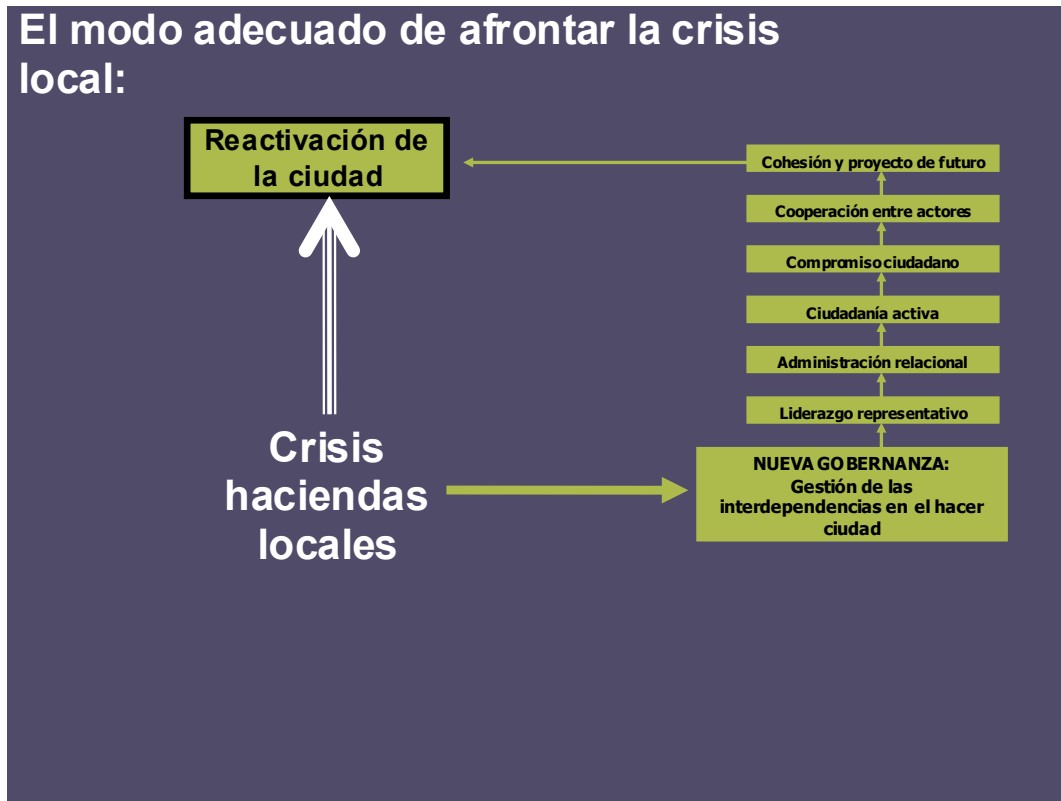 El modo adecuado de afrontar la crisis
local:
Reactivación de
la ciudad
Cohesión y proyecto de futuro
Cooperación entre actores
Compromiso ciudadano
Ciudadanía activa
Administración relacional
Liderazgo representativo
NUEVA GOBERNANZA:
Gestión de las
interdependencias en el hacer
ciudad
Crisis
haciendas
locales